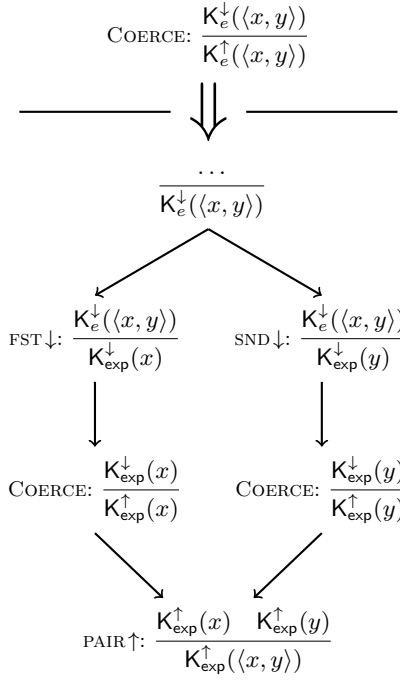 COERCE: K↓e(⟨x, y⟩)
K↑e(⟨x, y⟩)
...
K↓e(⟨x, y⟩)
FST↓: K↓e(⟨x, y⟩) SND↓: K↓e(⟨x, y⟩)
K↓exp(x) K↓exp(y)
COERCE: K↓exp(x) COERCE: K↓exp(y)
K↑exp(x) K↑exp(y)
PAIR↑: K↑exp(x) K↑exp(y)
K↑exp(⟨x, y⟩)